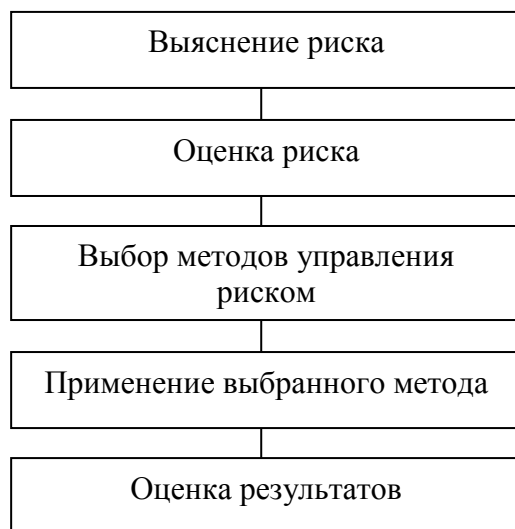 Выяснение риска
Оценка риска
Выбор методов управления
риском
Применение выбранного метода
Оценка результатов